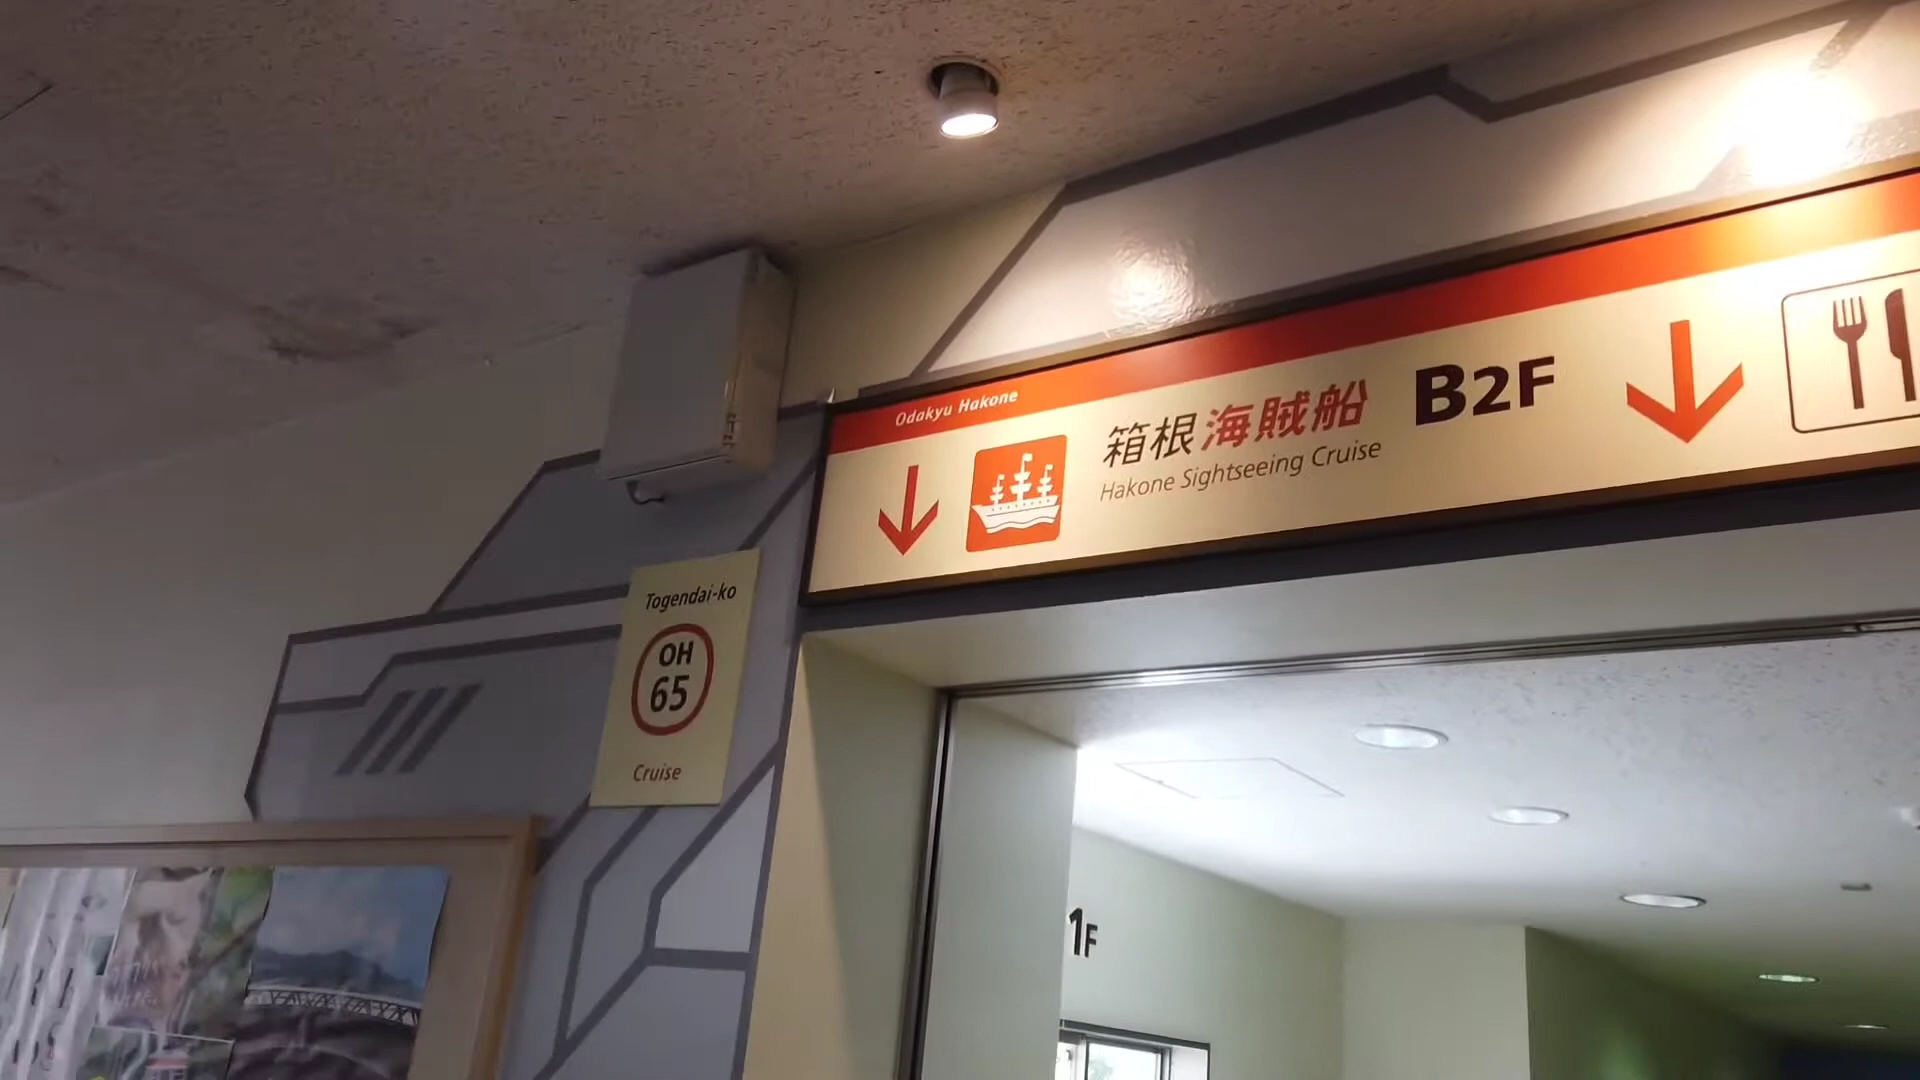 Odakyu Hakone
箱根海賊船 B2F
Hakone Sightseeing Cruise
Togendai-ko
OH
65
Cruise
1F